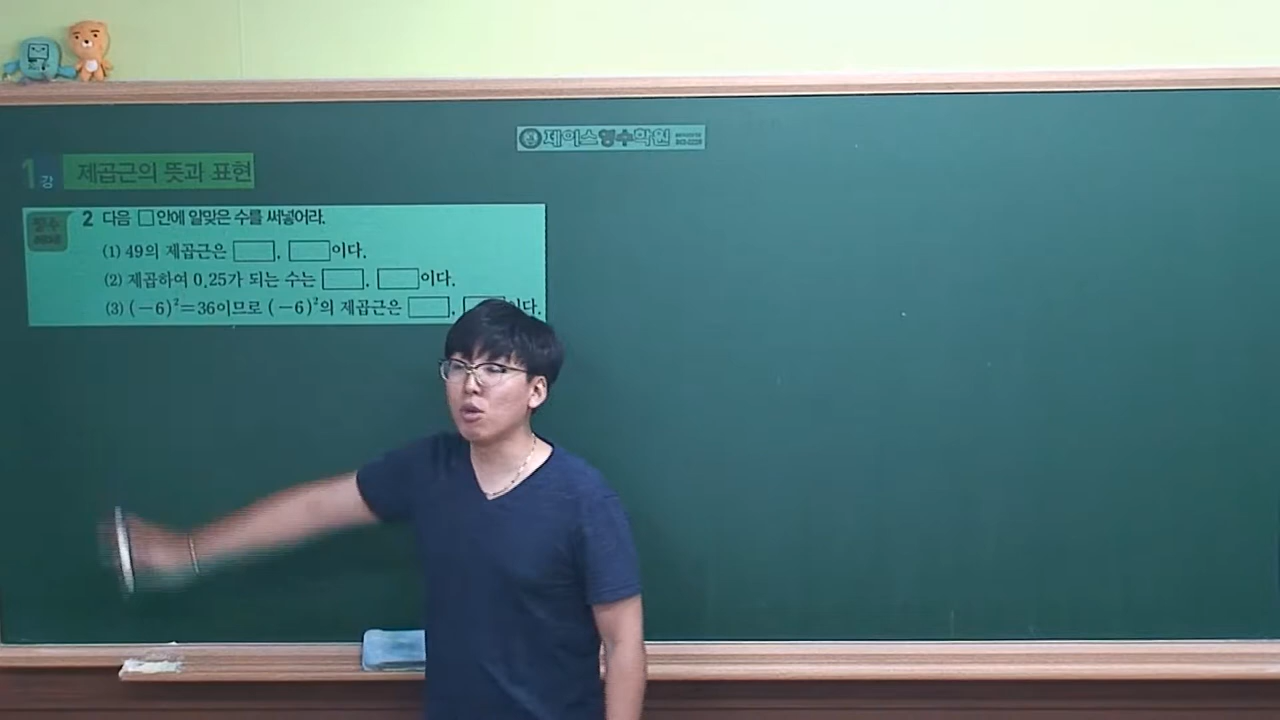 제이스영수학원
1강 제곱근의 뜻과 표현
필수
2 다음 □안에 알맞은 수를 써넣어라.
(1) 49의 제곱근은 □, □이다.
(2) 제곱하여 0.25가 되는 수는 □, □이다.
(3) (－6)²=36이므로 (－6)²의 제곱근은 □, □이다.